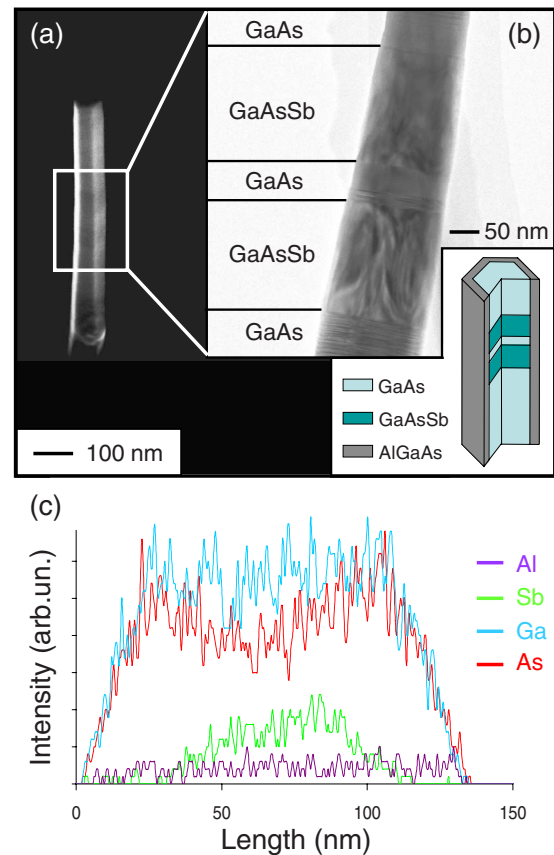 (a)
(b)
GaAs
GaAsSb
GaAs
GaAsSb
GaAs
50 nm
100 nm
GaAs
GaAsSb
AlGaAs
(c)
Intensity (arb.un.)
Al
Sb
Ga
As
0 50 100 150
Length (nm)